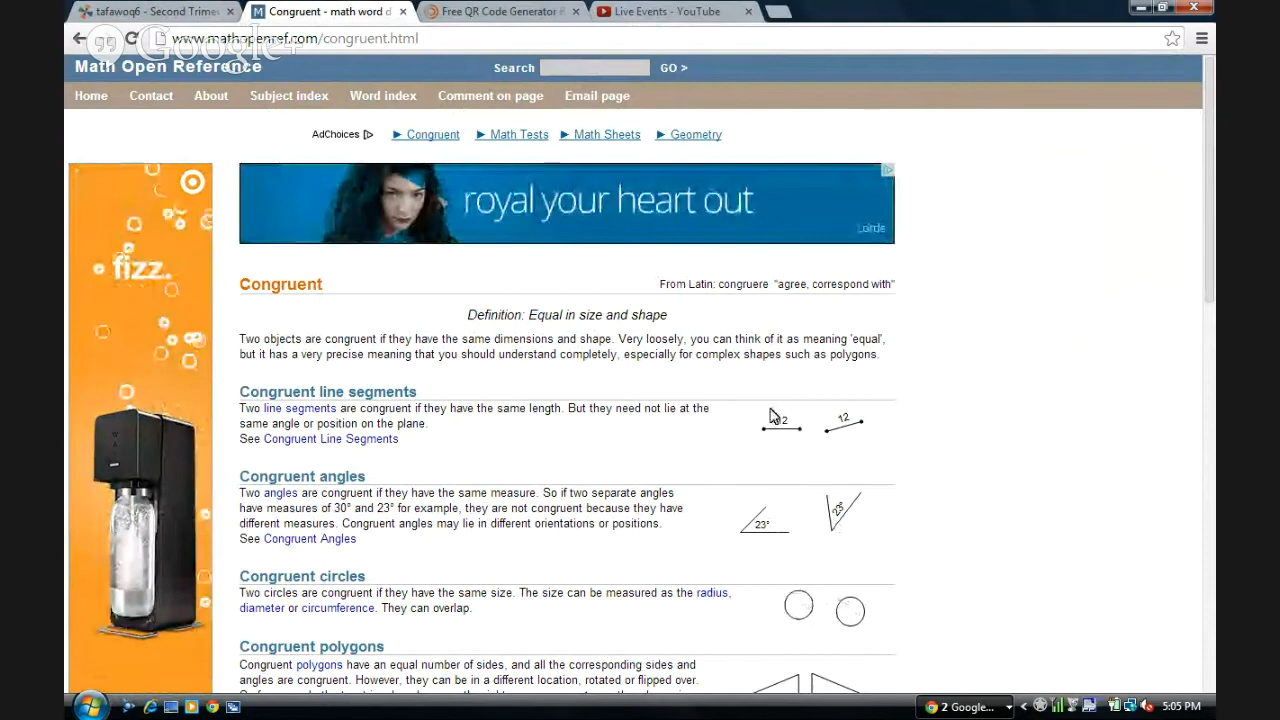 tafawoq6 - Second Trimes
Congruent - math word d
Free QR Code Generator
Live Events - YouTube
www.mathopenref.com/congruent.html
Google+
Math Open Reference
Search
GO >
Home
Contact
About
Subject index
Word index
Comment on page
Email page
AdChoices
► Congruent
► Math Tests
► Math Sheets
► Geometry
royal your heart out
Lorde
fizz.
Congruent
From Latin: congruere "agree, correspond with"
Definition: Equal in size and shape
Two objects are congruent if they have the same dimensions and shape. Very loosely, you can think of it as meaning 'equal',
but it has a very precise meaning that you should understand completely, especially for complex shapes such as polygons.
Congruent line segments
Two line segments are congruent if they have the same length. But they need not lie at the
same angle or position on the plane.
See Congruent Line Segments
12
Congruent angles
Two angles are congruent if they have the same measure. So if two separate angles
have measures of 30° and 23° for example, they are not congruent because they have
different measures. Congruent angles may lie in different orientations or positions.
See Congruent Angles
23°
23°
Congruent circles
Two circles are congruent if they have the same size. The size can be measured as the radius,
diameter or circumference. They can overlap.
Congruent polygons
Congruent polygons have an equal number of sides, and all the corresponding sides and
angles are congruent. However, they can be in a different location, rotated or flipped over.
2 Google...
5:05 PM